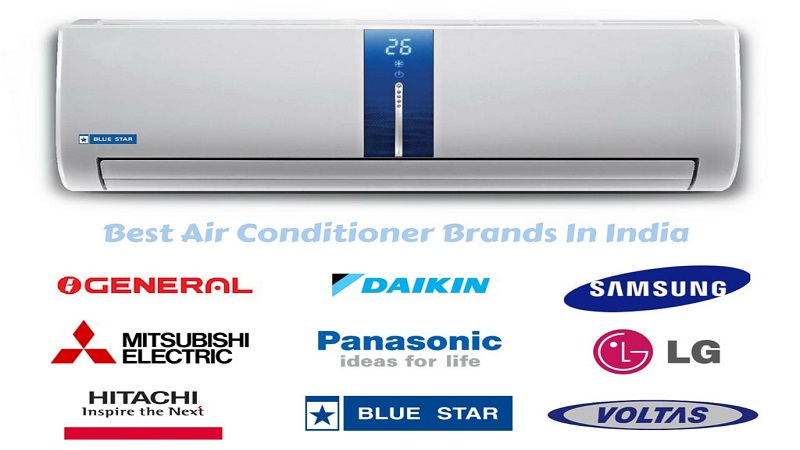 26
BLUE STAR
Best Air Conditioner Brands In India
GENERAL
DAIKIN
SAMSUNG
MITSUBISHI
ELECTRIC
Panasonic
ideas for life
LG
HITACHI
Inspire the Next
BLUE STAR
VOLTAS